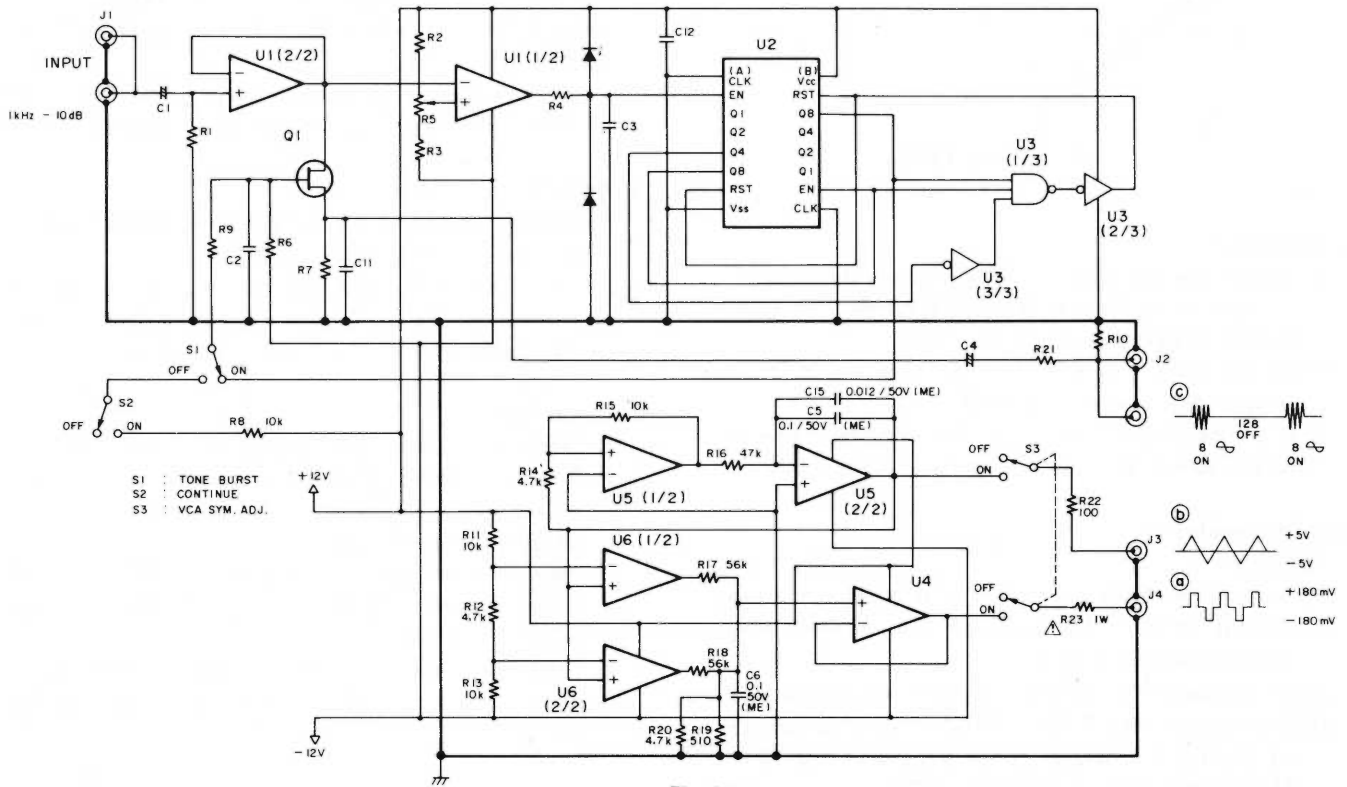 J1
INPUT
1kHz - 10dB
C1
R1
U1(2/2)
-
+
Q1
R9
C2
R6
R7
C11
R2
R5
R3
U1(1/2)
-
+
R4
C3
C12
U2
(A)
CLK
EN
Q1
Q2
Q4
Q8
RST
Vss
(B)
Vcc
RST
Q8
Q4
Q2
Q1
EN
CLK
U3
(1/3)
U3
(2/3)
U3
(3/3)
S1
OFF
ON
S2
OFF
ON
R8 10k
C4
R21
R10
J2
S1 : TONE BURST
S2 : CONTINUE
S3 : VCA SYM. ADJ.
+12V
-12V
R15 10k
R14
4.7k
+
-
U5 (1/2)
R16 47k
C15 0.012 / 50V (ME)
C5
0.1 / 50V (ME)
-
+
U5
(2/2)
R11
10k
R12
4.7k
R13
10k
U6 (1/2)
-
+
R17 56k
-
+
U6
(2/2)
R18
56k
C6
0.1
50V
(ME)
R20
4.7k
R19
510
U4
+
-
OFF
ON
S3
R22
100
OFF
ON
R23 1W
J3
J4
c
128
OFF
8
ON
8
ON
b
+5V
-5V
a
+180mV
-180mV